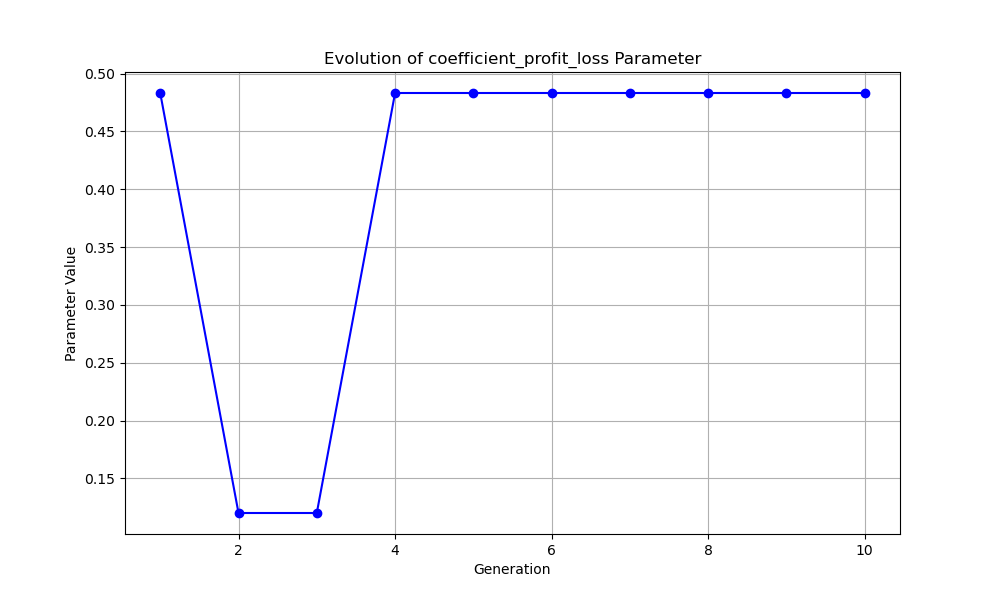 Evolution of coefficient_profit_loss Parameter
Parameter Value
0.50
0.45
0.40
0.35
0.30
0.25
0.20
0.15
2 4 6 8 10
Generation